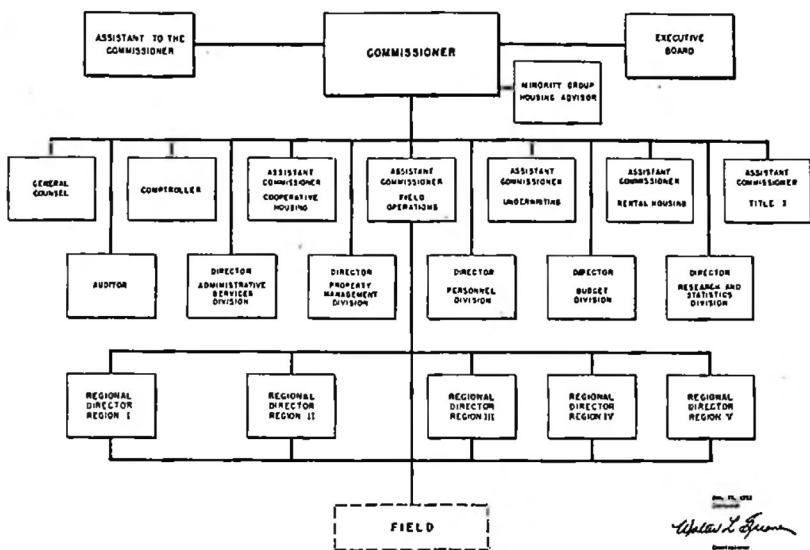 ASSISTANT TO THE
COMMISSIONER
COMMISSIONER
EXECUTIVE
BOARD
MINORITY GROUP
HOUSING ADVISOR
GENERAL
COUNSEL
COMPTROLLER
ASSISTANT
COMMISSIONER
COOPERATIVE
HOUSING
ASSISTANT
COMMISSIONER
FIELD
OPERATIONS
ASSISTANT
COMMISSIONER
UNDERWRITING
ASSISTANT
COMMISSIONER
RENTAL HOUSING
ASSISTANT
COMMISSIONER
TITLE I
AUDITOR
DIRECTOR
ADMINISTRATIVE
SERVICES
DIVISION
DIRECTOR
PROPERTY
MANAGEMENT
DIVISION
DIRECTOR
PERSONNEL
DIVISION
DIRECTOR
BUDGET
DIVISION
DIRECTOR
RESEARCH AND
STATISTICS
DIVISION
REGIONAL
DIRECTOR
REGION I
REGIONAL
DIRECTOR
REGION II
REGIONAL
DIRECTOR
REGION III
REGIONAL
DIRECTOR
REGION IV
REGIONAL
DIRECTOR
REGION V
FIELD
Walter L
Commissioner